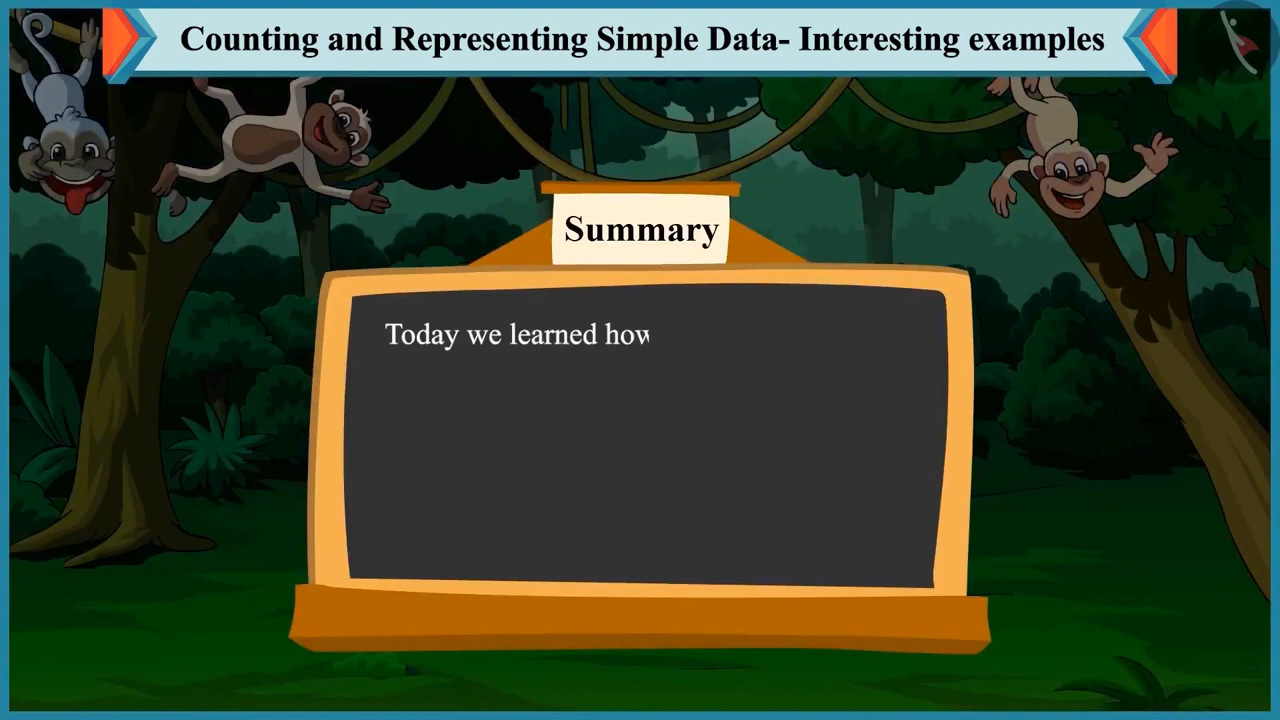 Counting and Representing Simple Data- Interesting examples
Summary
Today we learned how